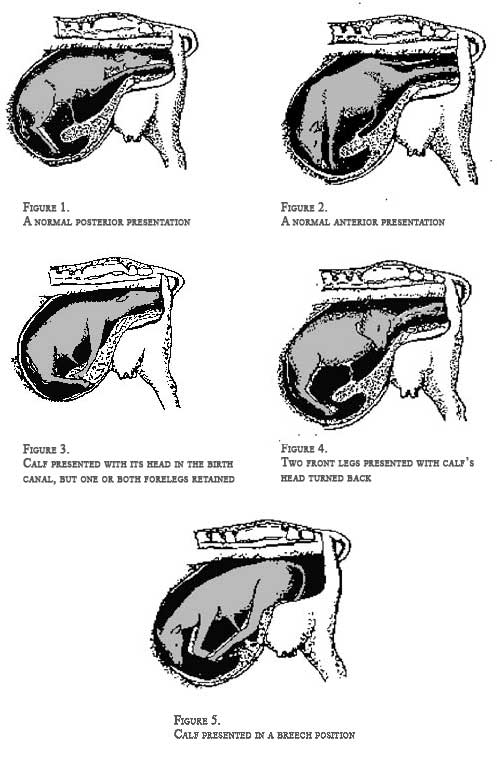 Figure 1.
A normal posterior presentation
Figure 2.
A normal anterior presentation
Figure 3.
Calf presented with its head in the birth
canal, but one or both forelegs retained
Figure 4.
Two front legs presented with calf's
head turned back
Figure 5.
Calf presented in a breech position